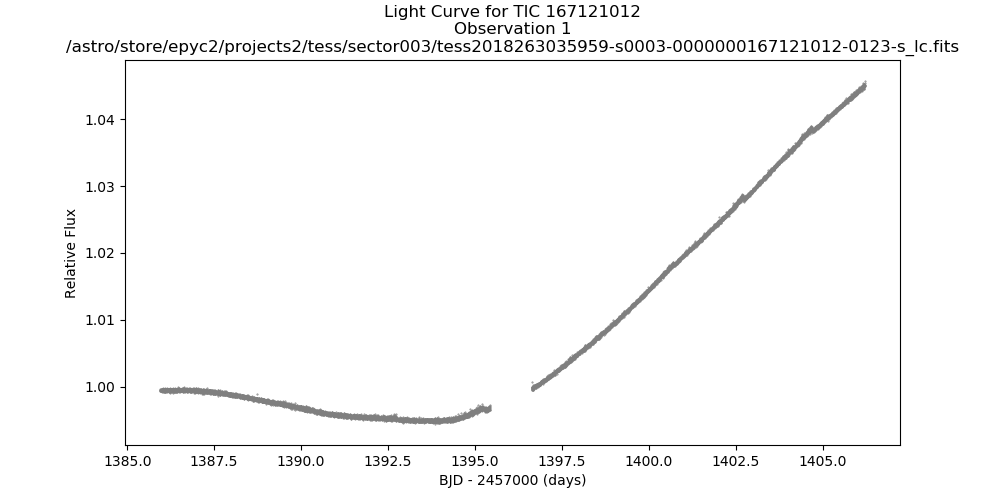 Light Curve for TIC 167121012
Observation 1
/astro/store/epyc2/projects2/tess/sector003/tess2018263035959-s0003-0000000167121012-0123-s_lc.fits
1.04
1.03
1.02
1.01
1.00
Relative Flux
1385.0 1387.5 1390.0 1392.5 1395.0 1397.5 1400.0 1402.5 1405.0
BJD - 2457000 (days)